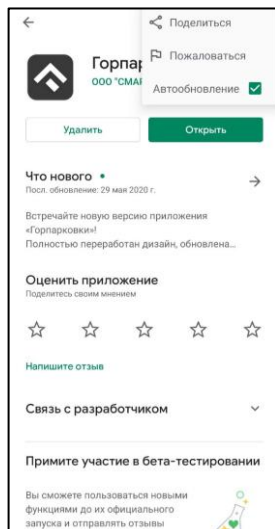 Поделиться
Горпар
ООО "СМАР
Пожаловаться
Автообновление
Удалить
Открыть
Что нового •
Посл. обновление: 29 мая 2020 г.
Встречайте новую версию приложения
«Горпарковки»!
Полностью переработан дизайн, обновлена…
Оценить приложение
Поделитесь своим мнением
Напишите отзыв
Связь с разработчиком
Примите участие в бета-тестировании
Вы сможете пользоваться новыми
функциями до их официального
запуска и отправлять отзывы